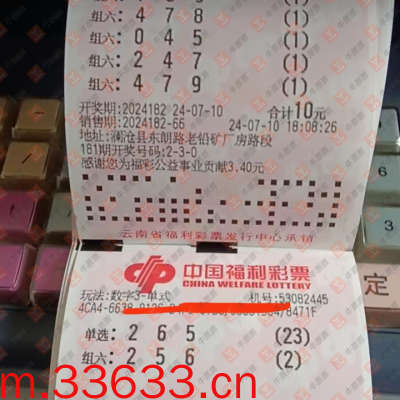 组六: 4 7 8 (1)
组六: 0 4 5 (1)
组六: 2 4 7 (1)
组六: 4 7 9 (1)
开奖期:2024182 24-07-10 合计10元
销售期:2024182-66 24-07-10 18:08:26
地址:澜沧县东朗路老铅矿厂房路段
181期开奖号码:2-3-0
感谢您为福彩公益事业贡献3.40元
云南省福利彩票发行中心承销
中国福利彩票
CHINA WELFARE LOTTERY
玩法:数字3-单式 机号:53082445
8471F
单选: 2 6 5 (23)
组六: 2 5 6 (2)
6
3
定
m.33633.cn